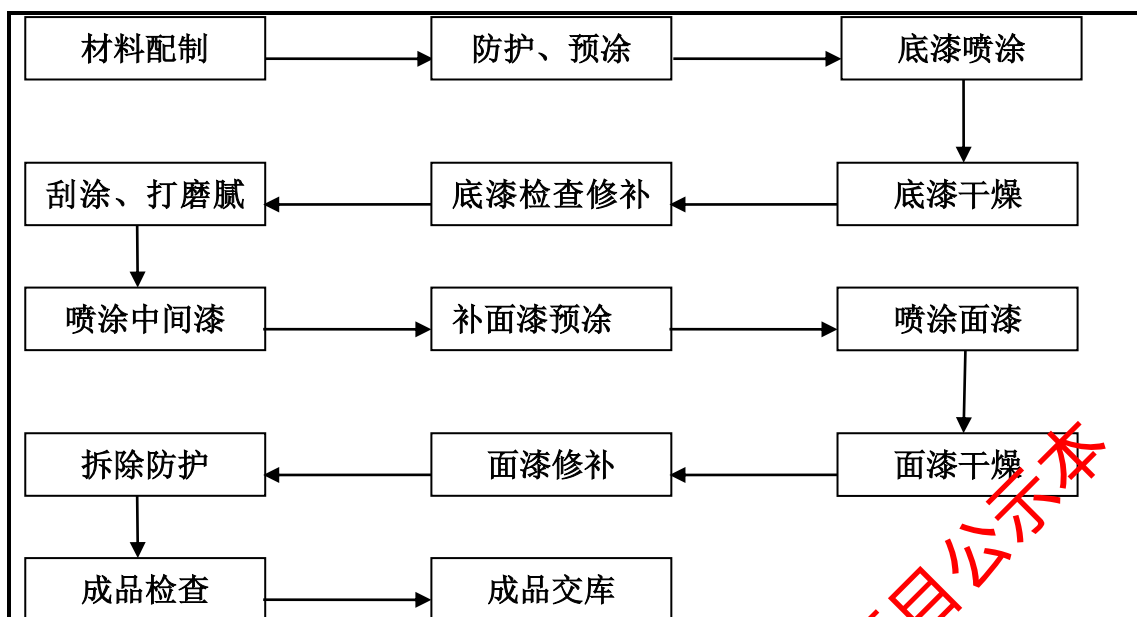 材料配制
防护、预涂
底漆喷涂
刮涂、打磨腻
底漆检查修补
底漆干燥
喷涂中间漆
补面漆预涂
喷涂面漆
拆除防护
面漆修补
面漆干燥
成品检查
成品交库
目公示本